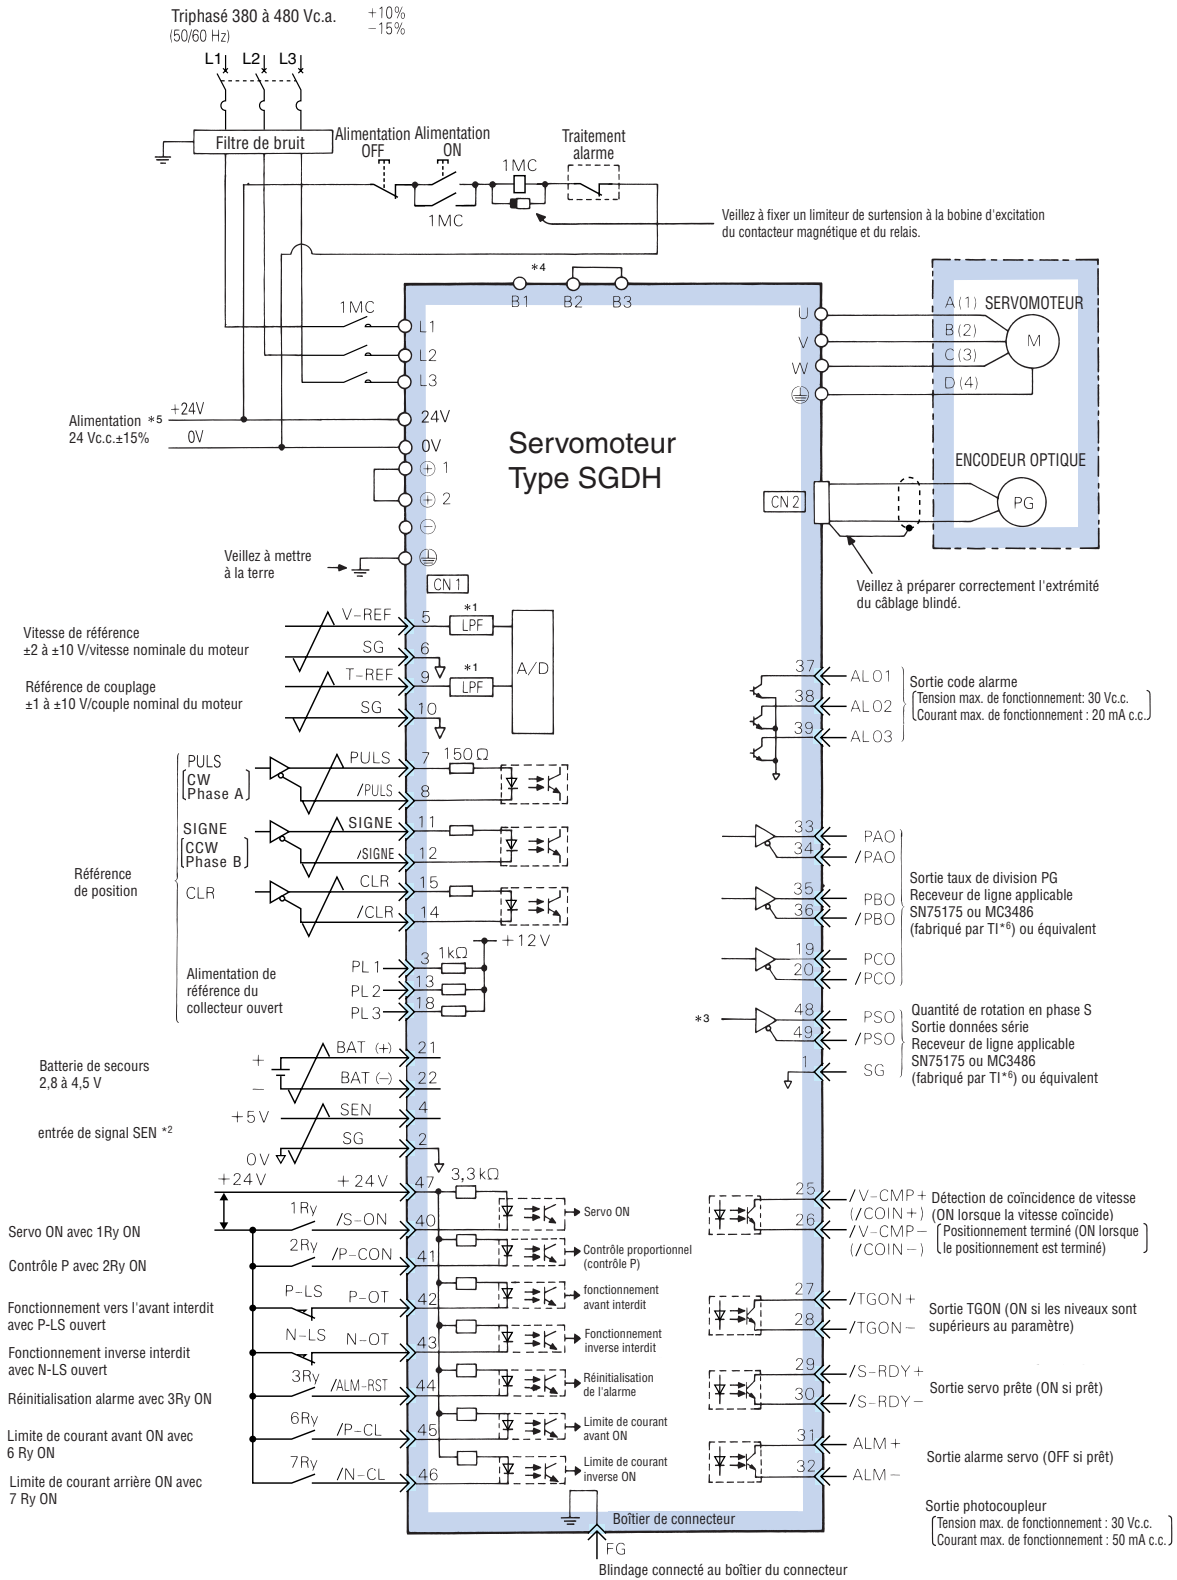 Triphasé 380 à 480 Vc.a. +10%
−15%
(50/60 Hz)
L1 L2 L3
Filtre de bruit
Alimentation OFF
Alimentation ON
Traitement alarme
1MC
1MC
Veillez à fixer un limiteur de surtension à la bobine d'excitation
du contacteur magnétique et du relais.
*4
B1 B2 B3
1MC
L1
L2
L3
Alimentation *5
24 Vc.c.±15%
+24V
0V
24V
0V
⊕ 1
⊕ 2
⊖
Veillez à mettre
à la terre
Servomoteur
Type SGDH
U
V
W
A (1)
B (2)
C (3)
D (4)
SERVOMOTEUR
M
ENCODEUR OPTIQUE
PG
CN 2
Veillez à préparer correctement l'extrémité
du câblage blindé.
CN 1
Vitesse de référence
±2 à ±10 V/vitesse nominale du moteur
V−REF 5 *1 LPF
SG 6
A/D
Référence de couplage
±1 à ±10 V/couple nominal du moteur
T−REF 9 *1 LPF
SG 10
Référence
de position
PULS
CW
Phase A
PULS 7 150Ω
/PULS 8
SIGNE
CCW
Phase B
SIGNE 11
/SIGNE 12
CLR
CLR 15
/CLR 14
Alimentation de
référence du
collecteur ouvert
+12V
PL 1 3 1kΩ
PL 2 13
PL 3 18
Batterie de secours
2,8 à 4,5 V
+ BAT (+) 21
− BAT (−) 22
entrée de signal SEN *2
+5V SEN 4
0V SG 2
+24V +24V 47 3,3kΩ
Servo ON avec 1Ry ON
1Ry /S-ON 40
Servo ON
Contrôle P avec 2Ry ON
2Ry /P-CON 41
Contrôle proportionnel
(contrôle P)
Fonctionnement vers l'avant interdit
avec P-LS ouvert
P-LS P-OT 42
fonctionnement
avant interdit
Fonctionnement inverse interdit
avec N-LS ouvert
N-LS N-OT 43
Fonctionnement
inverse interdit
Réinitialisation alarme avec 3Ry ON
3Ry /ALM-RST 44
Réinitialisation
de l'alarme
Limite de courant avant ON avec
6 Ry ON
6Ry /P-CL 45
Limite de courant
avant ON
Limite de courant arrière ON avec
7 Ry ON
7Ry /N-CL 46
Limite de courant
inverse ON
37 ALO1
38 ALO2
39 ALO3
Sortie code alarme
Tension max. de fonctionnement: 30 Vc.c.
Courant max. de fonctionnement : 20 mA c.c.
33 PAO
34 /PAO
35 PBO
36 /PBO
19 PCO
20 /PCO
Sortie taux de division PG
Receveur de ligne applicable
SN75175 ou MC3486
(fabriqué par TI*6) ou équivalent
*3
48 PSO
49 /PSO
1 SG
Quantité de rotation en phase S
Sortie données série
Receveur de ligne applicable
SN75175 ou MC3486
(fabriqué par TI*6) ou équivalent
25 /V-CMP+
(/COIN+)
26 /V-CMP−
(/COIN−)
Détection de coïncidence de vitesse
(ON lorsque la vitesse coïncide)
Positionnement terminé (ON lorsque
le positionnement est terminé)
27 /TGON+
28 /TGON−
Sortie TGON (ON si les niveaux sont
supérieurs au paramètre)
29 /S-RDY+
30 /S-RDY−
Sortie servo prête (ON si prêt)
31 ALM+
32 ALM−
Sortie alarme servo (OFF si prêt)
Sortie photocoupleur
Tension max. de fonctionnement : 30 Vc.c.
Courant max. de fonctionnement : 50 mA c.c.
Boîtier de connecteur
FG
Blindage connecté au boîtier du connecteur